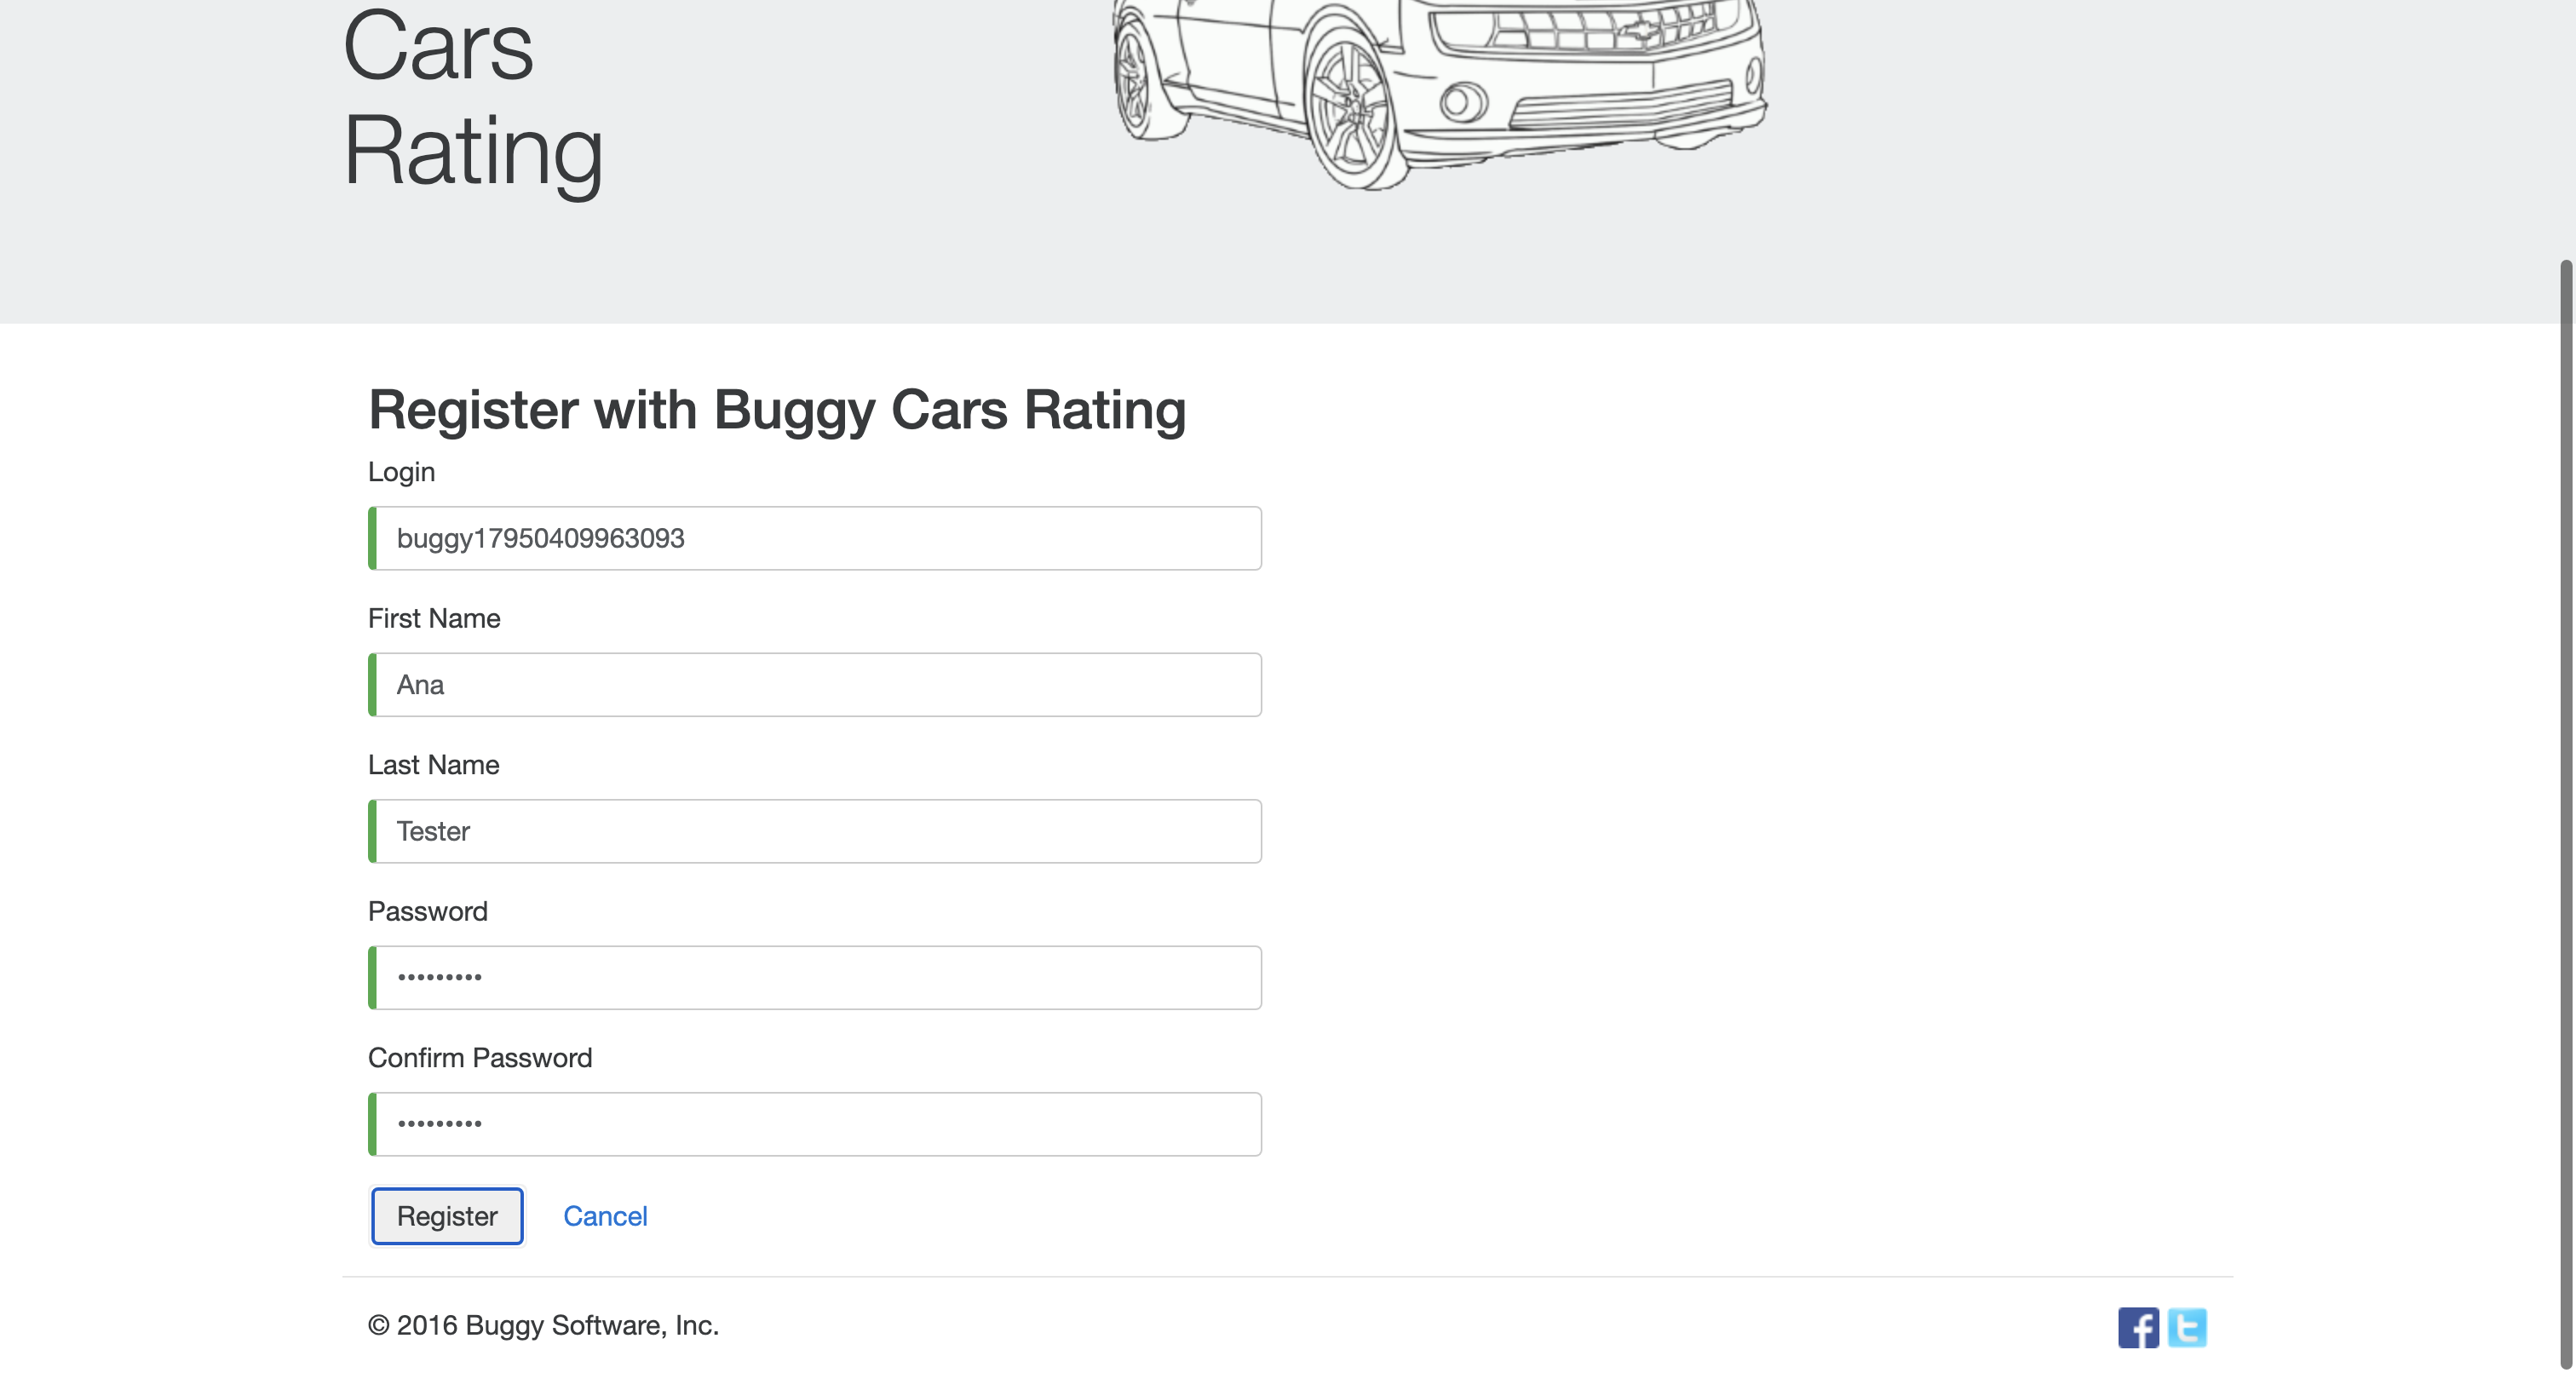 Cars
Rating
Register with Buggy Cars Rating
Login
buggy17950409963093
First Name
Ana
Last Name
Tester
Password
•••••••••
Confirm Password
•••••••••
Register Cancel
© 2016 Buggy Software, Inc.